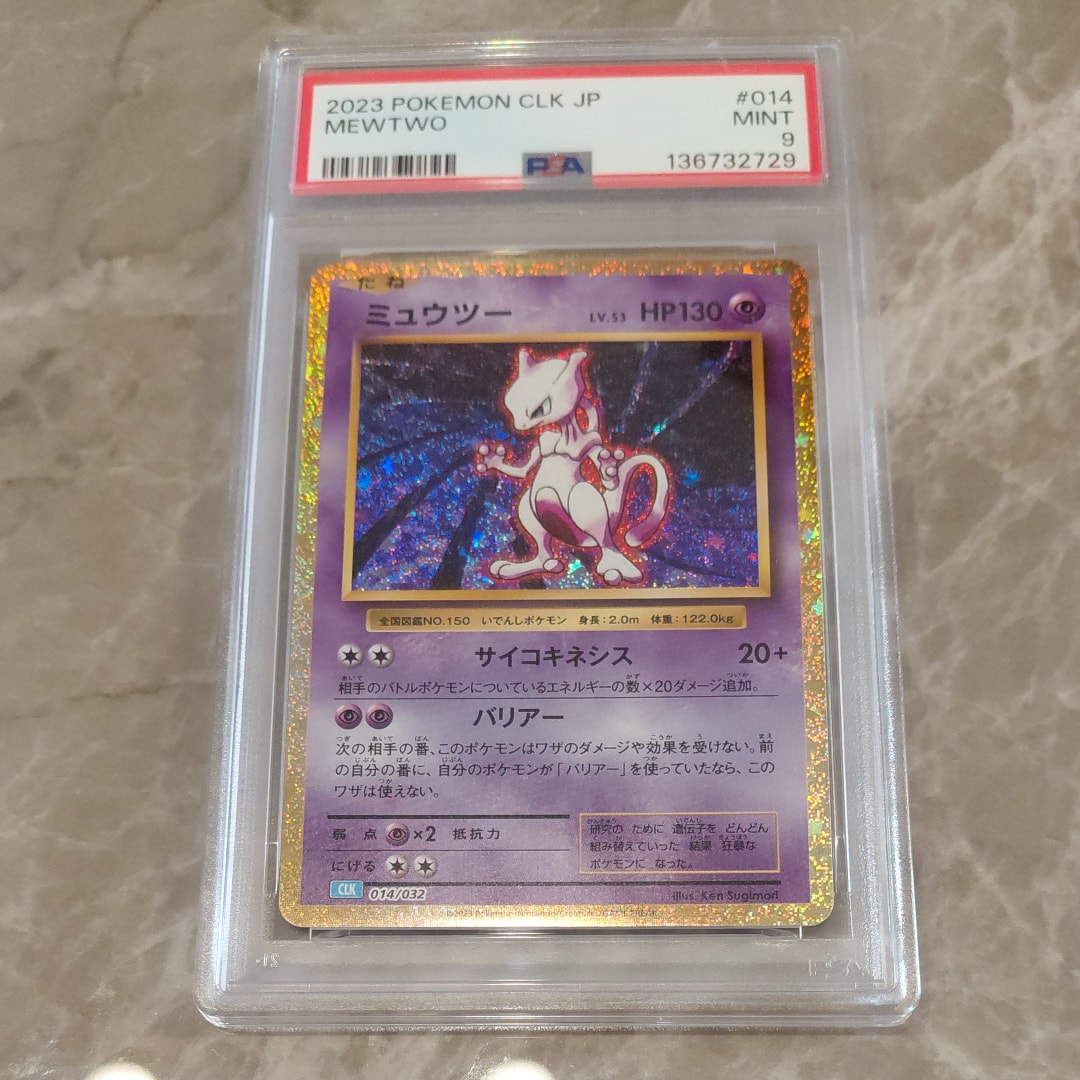 2023 POKEMON CLK JP #014
MEWTWO MINT
9
PSA 136732729
たね
ミュウツー LV.53 HP130
全国図鑑NO.150 いでんしポケモン 身長:2.0m 体重:122.0kg
サイコキネシス 20+
相手のバトルポケモンについているエネルギーの数×20ダメージ追加。
バリアー
次の相手の番、このポケモンはワザのダメージや効果を受けない。前
の自分の番に、自分のポケモンが「バリアー」を使っていたなら、この
ワザは使えない。
弱点 ×2 抵抗力
にげる
研究の ために 遺伝子を どんどん
組み替えていった 結果 狂暴な
ポケモンに なった。
CLK 014/032 illus. Ken Sugimori
©2023 Pokémon/Nintendo/Creatures/GAME FREAK